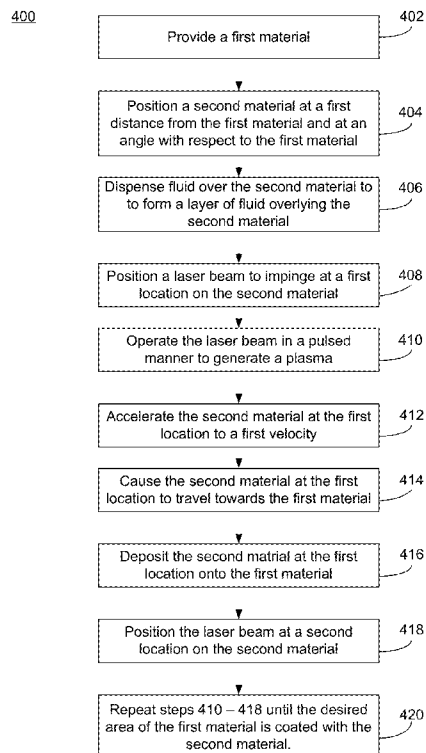 400
402
Provide a first material
Position a second material at a first
distance from the first material and at an
angle with respect to the first material
404
Dispense fluid over the second material to
to form a layer of fluid overlying the
second material
406
Position a laser beam to impinge at a first
location on the second material
408
Operate the laser beam in a pulsed
manner to generate a plasma
410
Accelerate the second material at the first
location to a first velocity
412
Cause the second material at the first
location to travel towards the first material
414
Deposit the second matrial at the first
location onto the first material
416
Position the laser beam at a second
location on the second material
418
Repeat steps 410 – 418 until the desired
area of the first material is coated with the
second material.
420